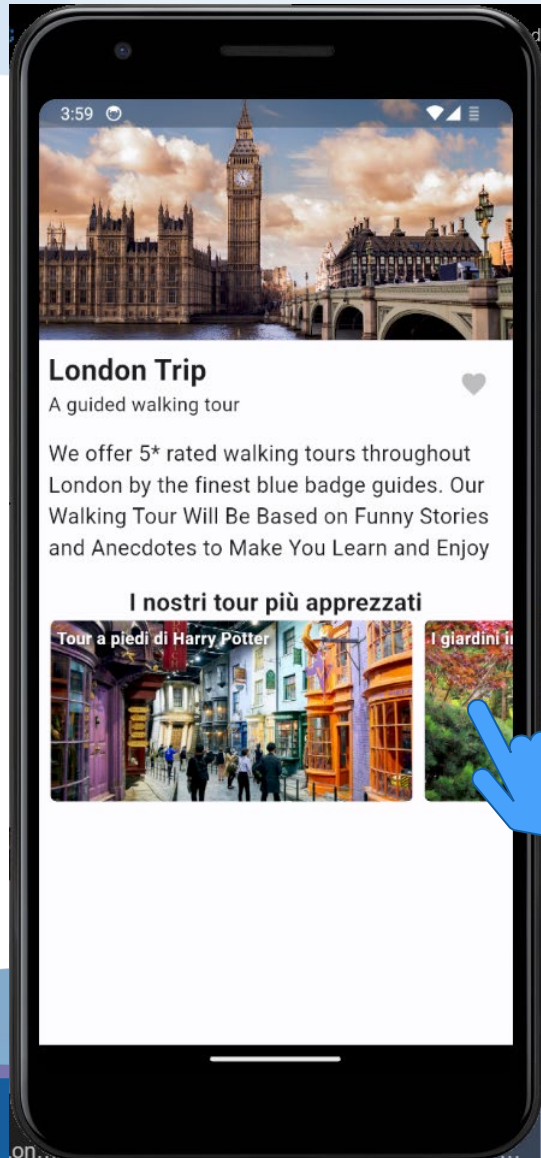 3:59
London Trip
A guided walking tour
We offer 5* rated walking tours throughout
London by the finest blue badge guides. Our
Walking Tour Will Be Based on Funny Stories
and Anecdotes to Make You Learn and Enjoy
I nostri tour più apprezzati
Tour a piedi di Harry Potter
I giardini
on...